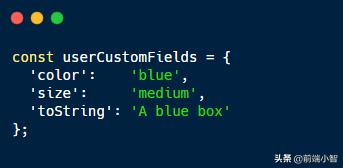 const userCustomFields = {
  'color':    'blue',
  'size':     'medium',
  'toString': 'A blue box'
};
头条 @前端小智